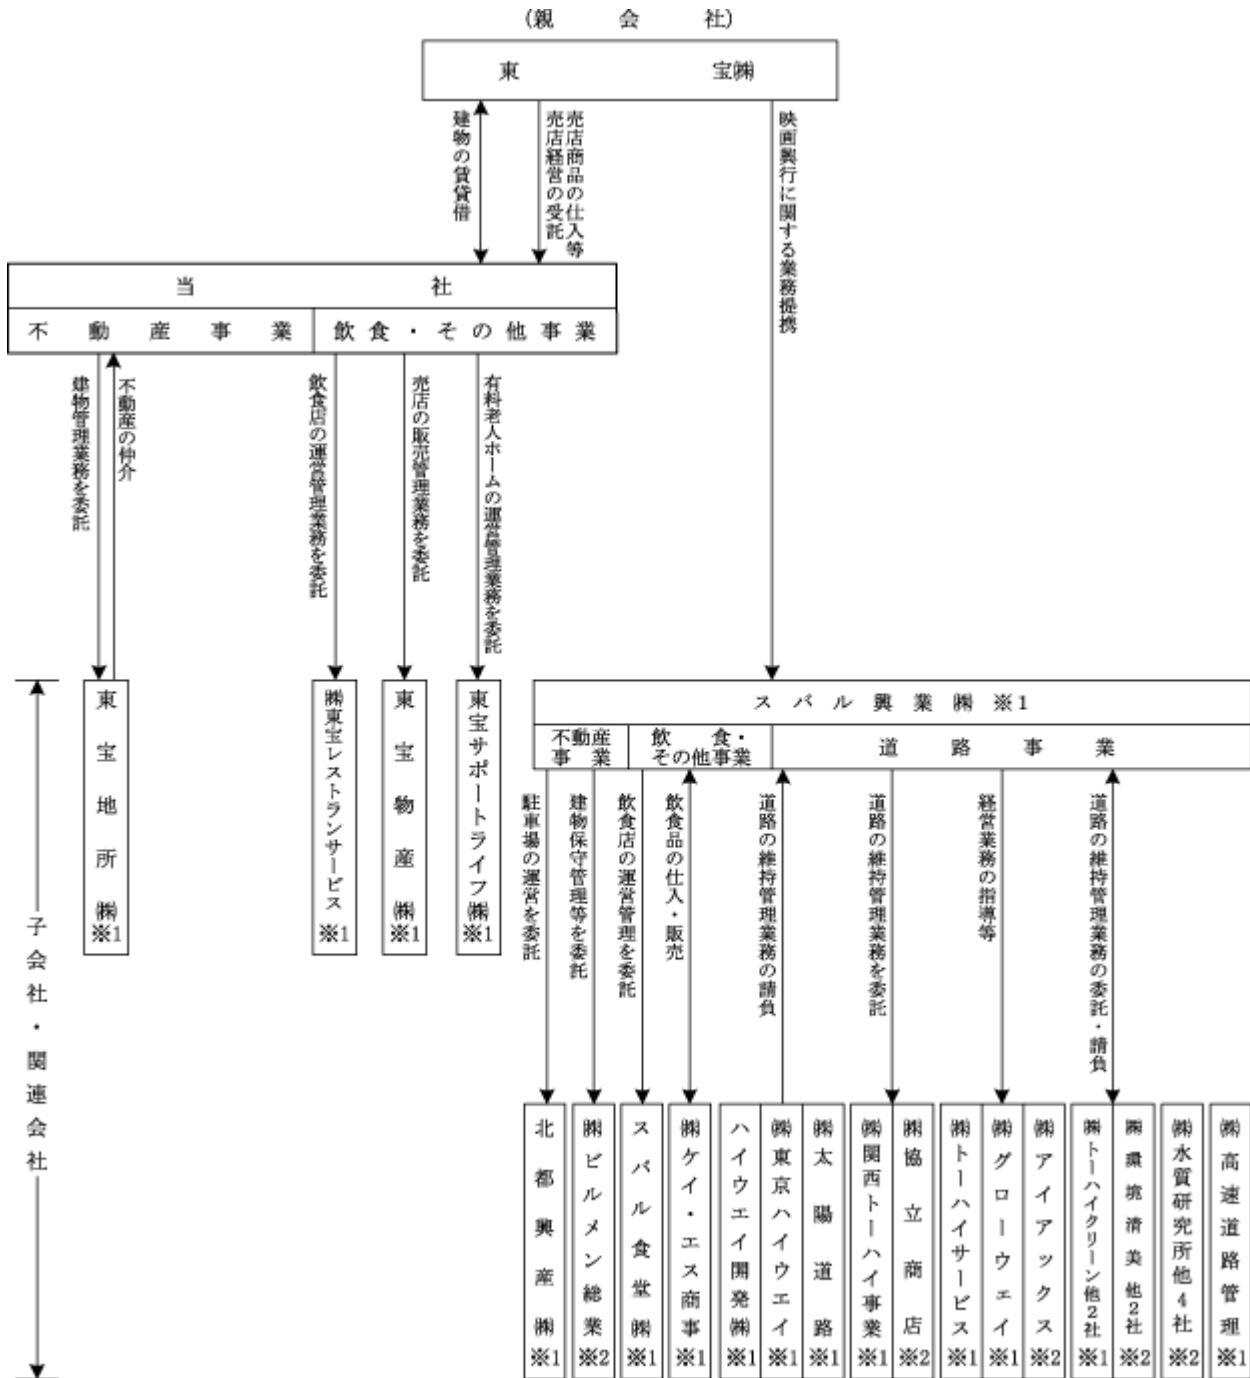 (親会社)
東宝㈱
建物の賃貸借
売店商品の仕入等
売店経営の受託
映画興行に関する業務提携
当社
不動産事業
飲食・その他事業
建物管理業務を委託
不動産の仲介
飲食店の運営管理業務を委託
売店の販売管理業務を委託
有料老人ホームの運営管理業務を委託
子会社・関連会社
東宝地所㈱※1
㈱東宝レストランサービス※1
東宝物産㈱※1
東宝サポートライフ㈱※1
スバル興業㈱※1
不動産事業
飲食・その他事業
道路事業
駐車場の運営を委託
建物保守管理等を委託
飲食店の運営管理を委託
飲食品の仕入・販売
道路の維持管理業務の請負
道路の維持管理業務を委託
経営業務の指導等
道路の維持管理業務の委託・請負
北都興産㈱※1
㈱ビルメン総業※2
スバル食堂㈱※1
㈱ケイ・エス商事※1
ハイウエイ開発㈱※1
㈱東京ハイウエイ※1
㈱太陽道路※1
㈱関西トーハイ事業※1
㈱協立商店※2
㈱トーハイサービス※1
㈱グローウェイ※1
㈱アイアックス※2
㈱トーハイクリーン他2社※1
㈱環境清美他2社※2
㈱水質研究所他4社※2
㈱高速道路管理※1